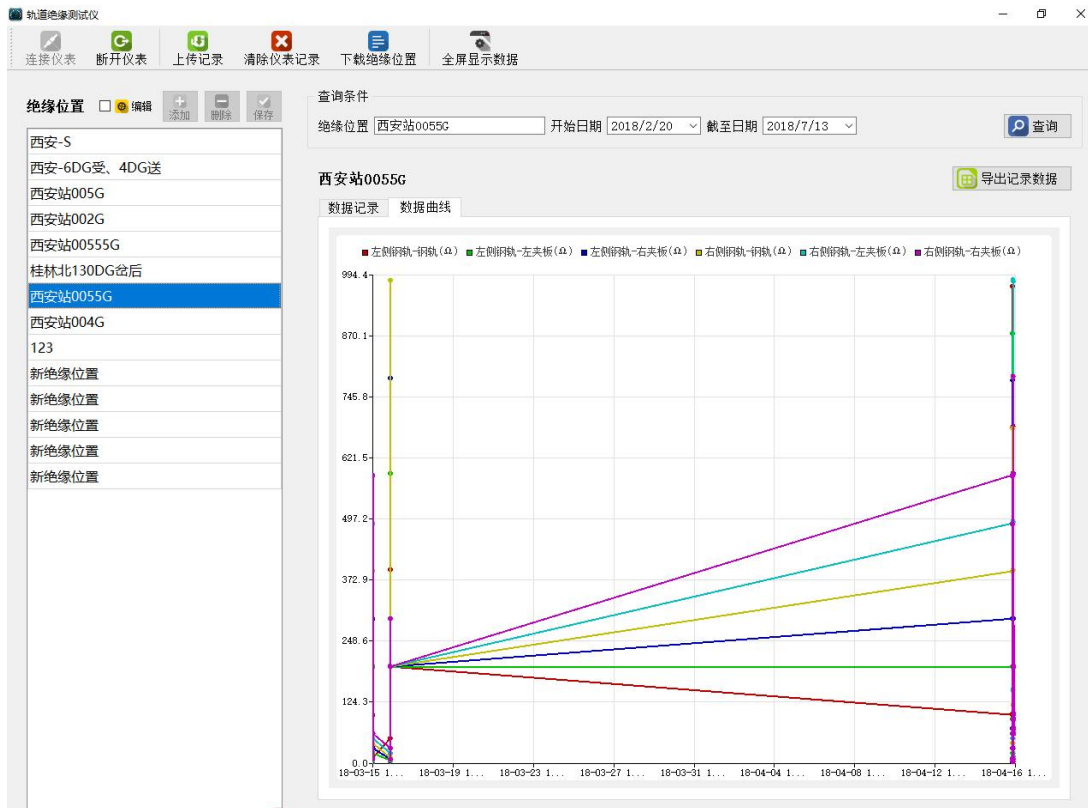 轨道绝缘测试仪
连接仪表 断开仪表 上传记录 清除仪表记录 下载绝缘位置 全屏显示数据
绝缘位置 编辑 添加 删除 保存
西安-S
西安-6DG受、4DG送
西安站005G
西安站002G
西安站00555G
桂林北130DG岔后
西安站0055G
西安站004G
123
新绝缘位置
新绝缘位置
新绝缘位置
新绝缘位置
新绝缘位置
查询条件
绝缘位置 西安站0055G 开始日期 2018/2/20 截至日期 2018/7/13 查询
西安站0055G 导出记录数据
数据记录 数据曲线
左侧钢轨-钢轨(Ω) 左侧钢轨-左夹板(Ω) 左侧钢轨-右夹板(Ω) 右侧钢轨-钢轨(Ω) 右侧钢轨-左夹板(Ω) 右侧钢轨-右夹板(Ω)
994.4
870.1
745.8
621.5
497.2
372.9
248.6
124.3
0.0
18-03-15 1... 18-03-19 1... 18-03-23 1... 18-03-27 1... 18-03-31 1... 18-04-04 1... 18-04-08 1... 18-04-12 1... 18-04-16 1...